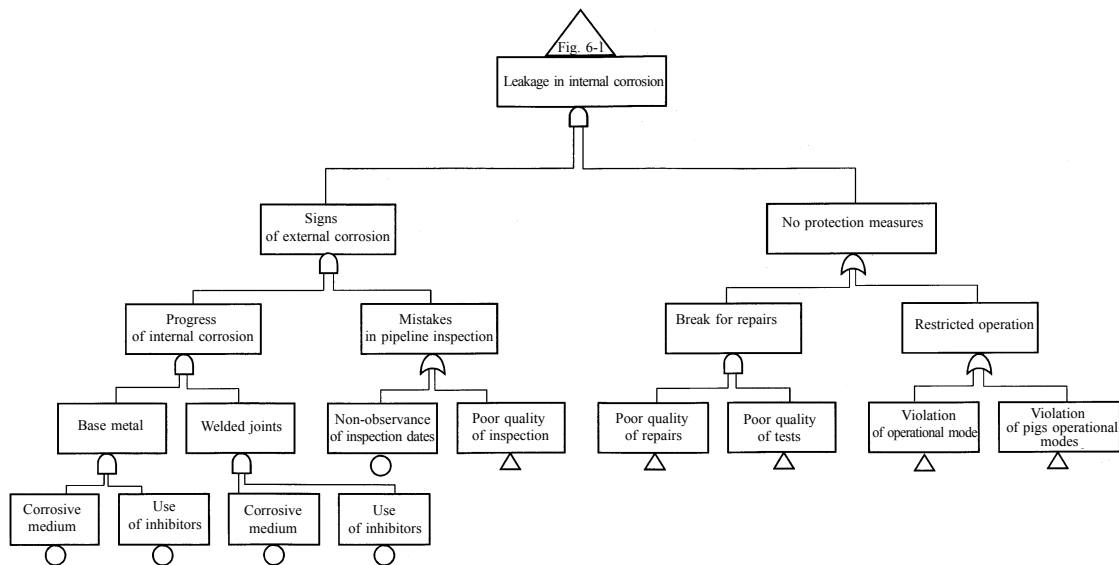 Fig. 6-1
Leakage in internal corrosion
Signs
of external corrosion
No protection measures
Progress
of internal corrosion
Mistakes
in pipeline inspection
Break for repairs
Restricted operation
Base metal
Welded joints
Non-observance
of inspection dates
Poor quality
of inspection
Poor quality
of repairs
Poor quality
of tests
Violation
of operational mode
Violation
of pigs operational
modes
Corrosive
medium
Use
of inhibitors
Corrosive
medium
Use
of inhibitors